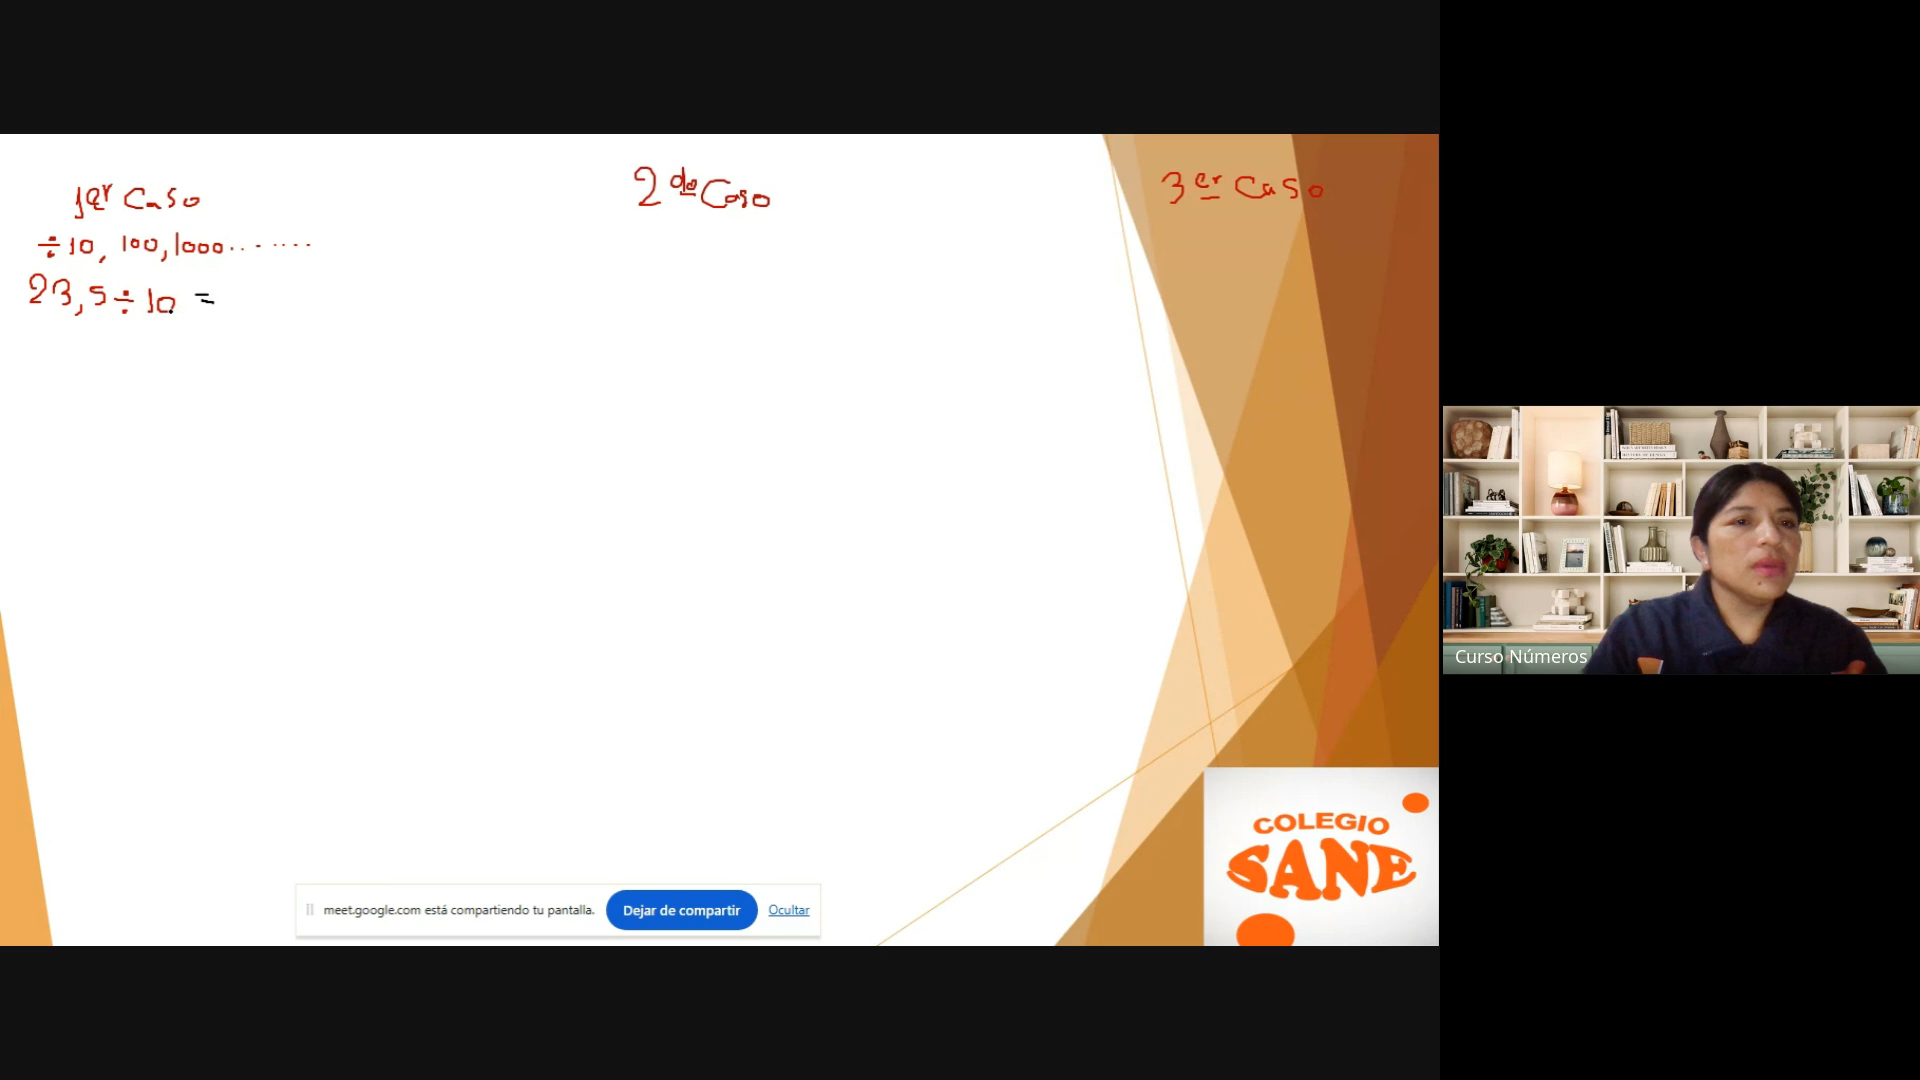 1er Caso
÷10, 100, 1000........
23,5÷10 =
2do Caso
3er Caso
COLEGIO
SANE
meet.google.com está compartiendo tu pantalla.
Dejar de compartir
Ocultar
Curso Números